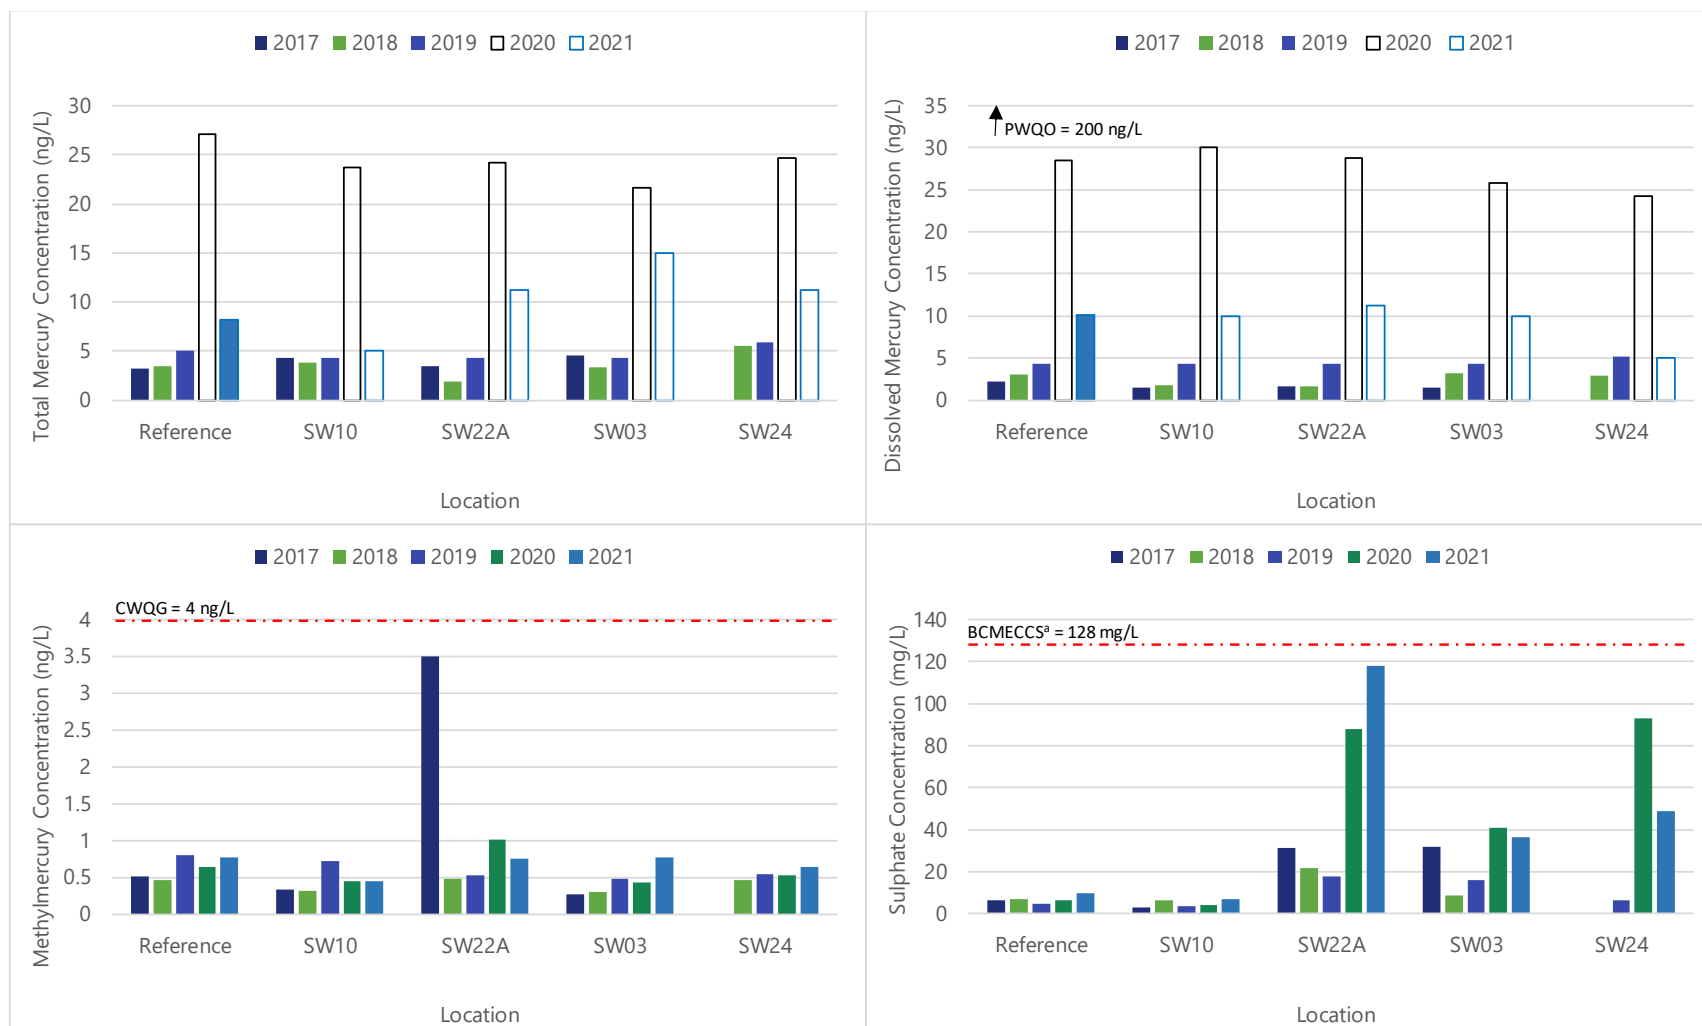 2017 2018 2019 2020 2021
Total Mercury Concentration (ng/L)
30
25
20
15
10
5
0
Reference SW10 SW22A SW03 SW24
Location
2017 2018 2019 2020 2021
Dissolved Mercury Concentration (ng/L)
PWQO = 200 ng/L
35
30
25
20
15
10
5
0
Reference SW10 SW22A SW03 SW24
Location
2017 2018 2019 2020 2021
Methylmercury Concentration (ng/L)
CWQG = 4 ng/L
4
3.5
3
2.5
2
1.5
1
0.5
0
Reference SW10 SW22A SW03 SW24
Location
2017 2018 2019 2020 2021
Sulphate Concentration (mg/L)
BCMECCSᵃ = 128 mg/L
140
120
100
80
60
40
20
0
Reference SW10 SW22A SW03 SW24
Location